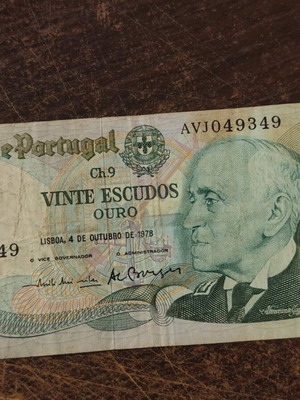 e Portugal
AVJ049349
Ch.9
VINTE ESCUDOS
OURO
49
LISBOA, 4 DE OUTUBRO DE 1978
O VICE GOVERNADOR O ADMINISTRADOR